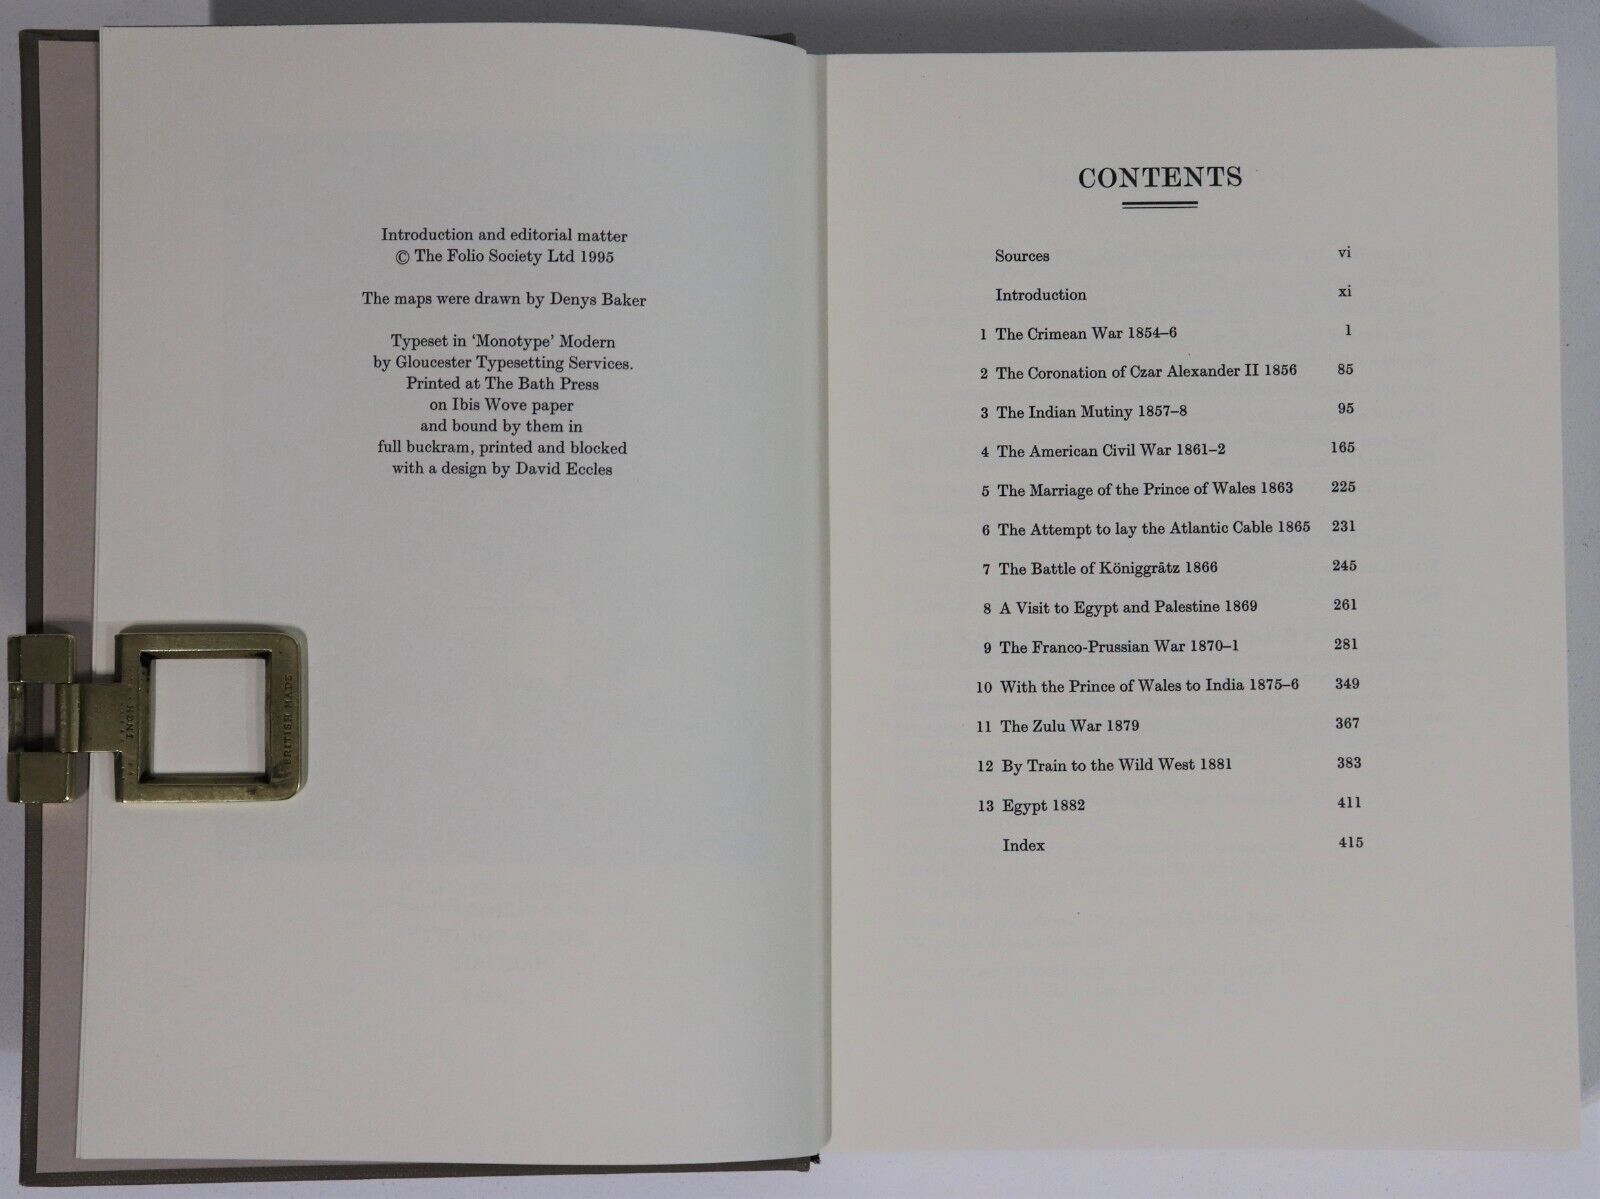 Introduction and editorial matter
© The Folio Society Ltd 1995
The maps were drawn by Denys Baker
Typeset in ‘Monotype’ Modern
by Gloucester Typesetting Services.
Printed at The Bath Press
on Ibis Wove paper
and bound by them in
full buckram, printed and blocked
with a design by David Eccles
INCH
BRITISH MADE
CONTENTS
Sources vi
Introduction xi
1 The Crimean War 1854–6 1
2 The Coronation of Czar Alexander II 1856 85
3 The Indian Mutiny 1857–8 95
4 The American Civil War 1861–2 165
5 The Marriage of the Prince of Wales 1863 225
6 The Attempt to lay the Atlantic Cable 1865 231
7 The Battle of Königgrätz 1866 245
8 A Visit to Egypt and Palestine 1869 261
9 The Franco-Prussian War 1870–1 281
10 With the Prince of Wales to India 1875–6 349
11 The Zulu War 1879 367
12 By Train to the Wild West 1881 383
13 Egypt 1882 411
Index 415